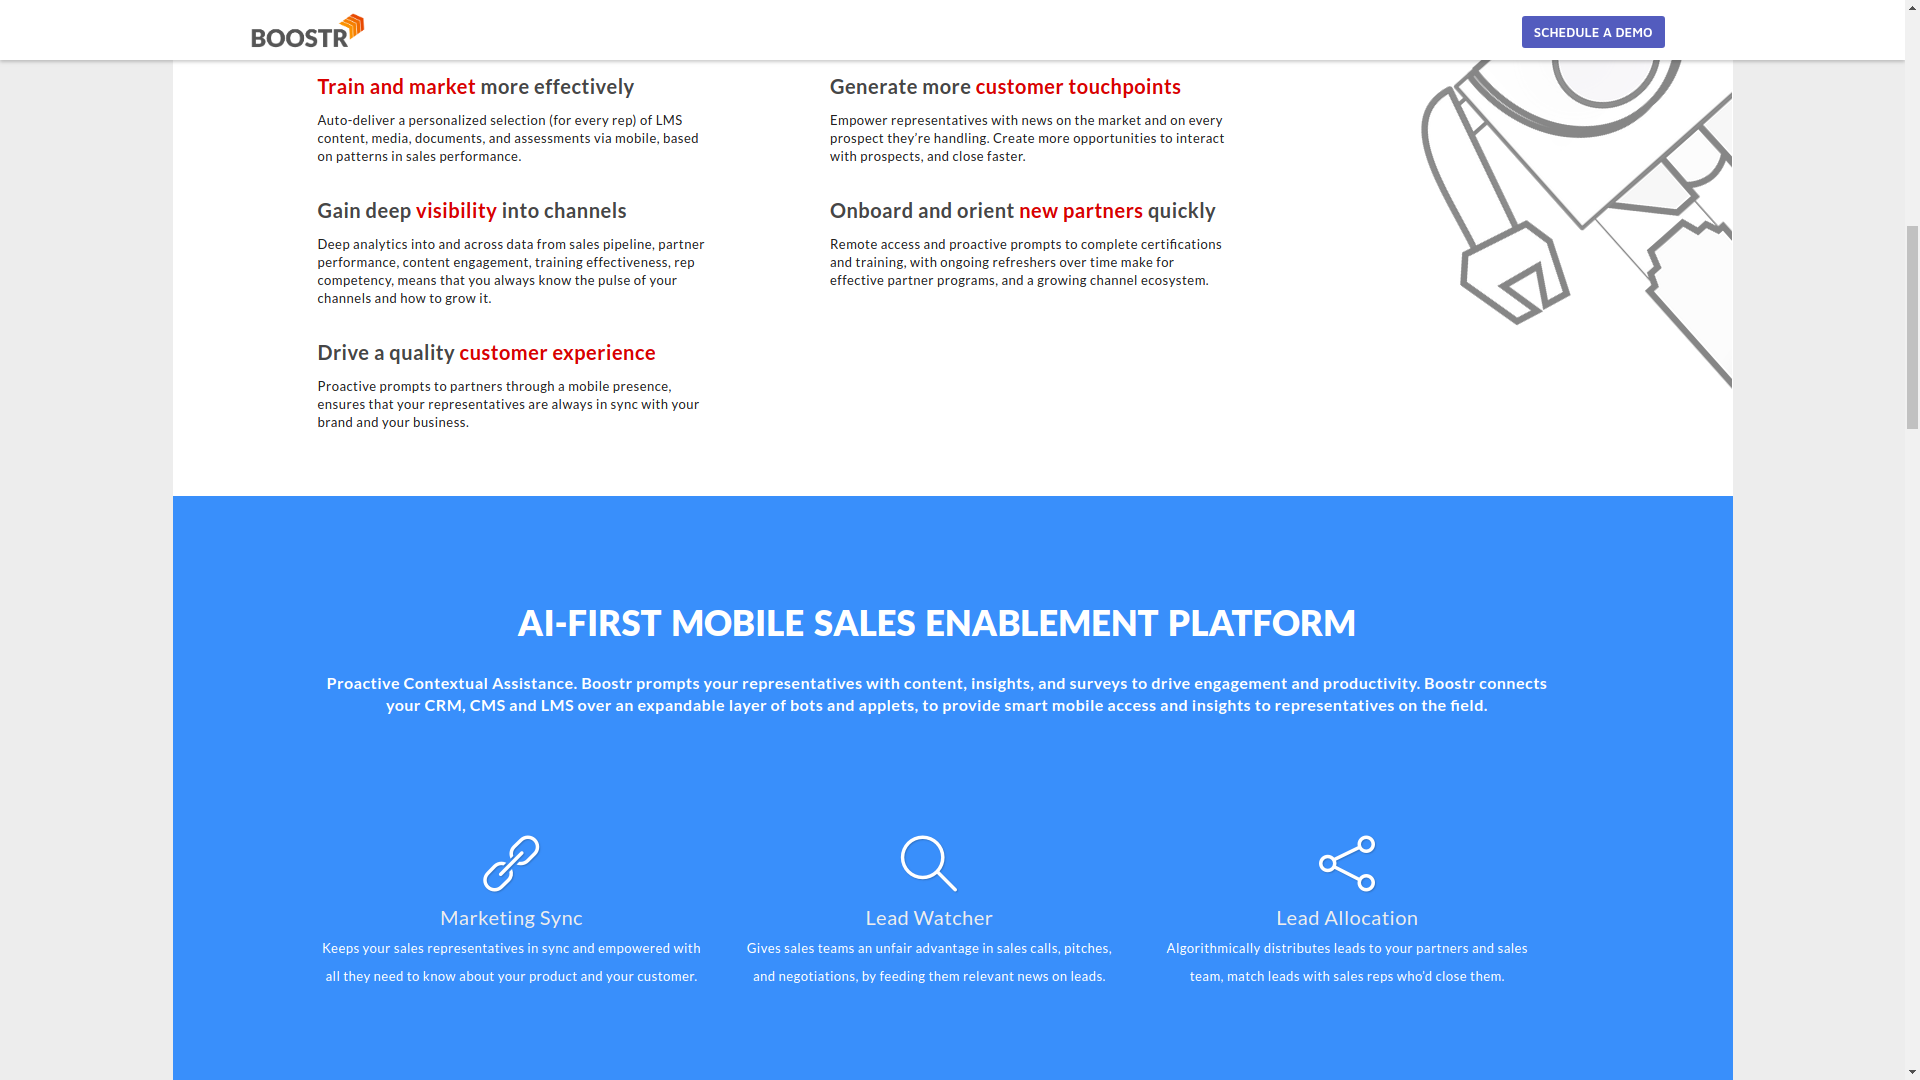 BOOSTR
SCHEDULE A DEMO
Train and market more effectively
Auto-deliver a personalized selection (for every rep) of LMS
content, media, documents, and assessments via mobile, based
on patterns in sales performance.
Generate more customer touchpoints
Empower representatives with news on the market and on every
prospect they’re handling. Create more opportunities to interact
with prospects, and close faster.
Gain deep visibility into channels
Deep analytics into and across data from sales pipeline, partner
performance, content engagement, training effectiveness, rep
competency, means that you always know the pulse of your
channels and how to grow it.
Onboard and orient new partners quickly
Remote access and proactive prompts to complete certifications
and training, with ongoing refreshers over time make for
effective partner programs, and a growing channel ecosystem.
Drive a quality customer experience
Proactive prompts to partners through a mobile presence,
ensures that your representatives are always in sync with your
brand and your business.
AI-FIRST MOBILE SALES ENABLEMENT PLATFORM
Proactive Contextual Assistance. Boostr prompts your representatives with content, insights, and surveys to drive engagement and productivity. Boostr connects
your CRM, CMS and LMS over an expandable layer of bots and applets, to provide smart mobile access and insights to representatives on the field.
Marketing Sync
Keeps your sales representatives in sync and empowered with
all they need to know about your product and your customer.
Lead Watcher
Gives sales teams an unfair advantage in sales calls, pitches,
and negotiations, by feeding them relevant news on leads.
Lead Allocation
Algorithmically distributes leads to your partners and sales
team, match leads with sales reps who'd close them.